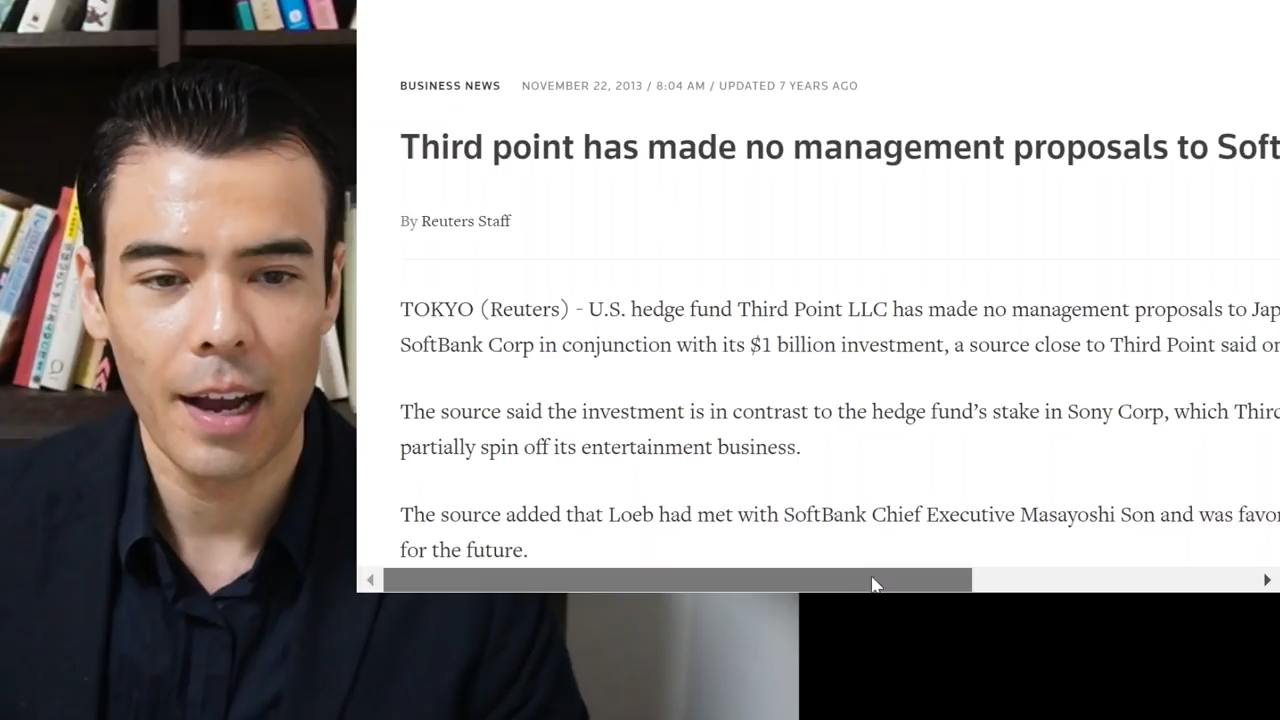 BUSINESS NEWS NOVEMBER 22, 2013 / 8:04 AM / UPDATED 7 YEARS AGO
Third point has made no management proposals to Soft
By Reuters Staff
TOKYO (Reuters) - U.S. hedge fund Third Point LLC has made no management proposals to Jap
SoftBank Corp in conjunction with its $1 billion investment, a source close to Third Point said on
The source said the investment is in contrast to the hedge fund’s stake in Sony Corp, which Third
partially spin off its entertainment business.
The source added that Loeb had met with SoftBank Chief Executive Masayoshi Son and was favor
for the future.